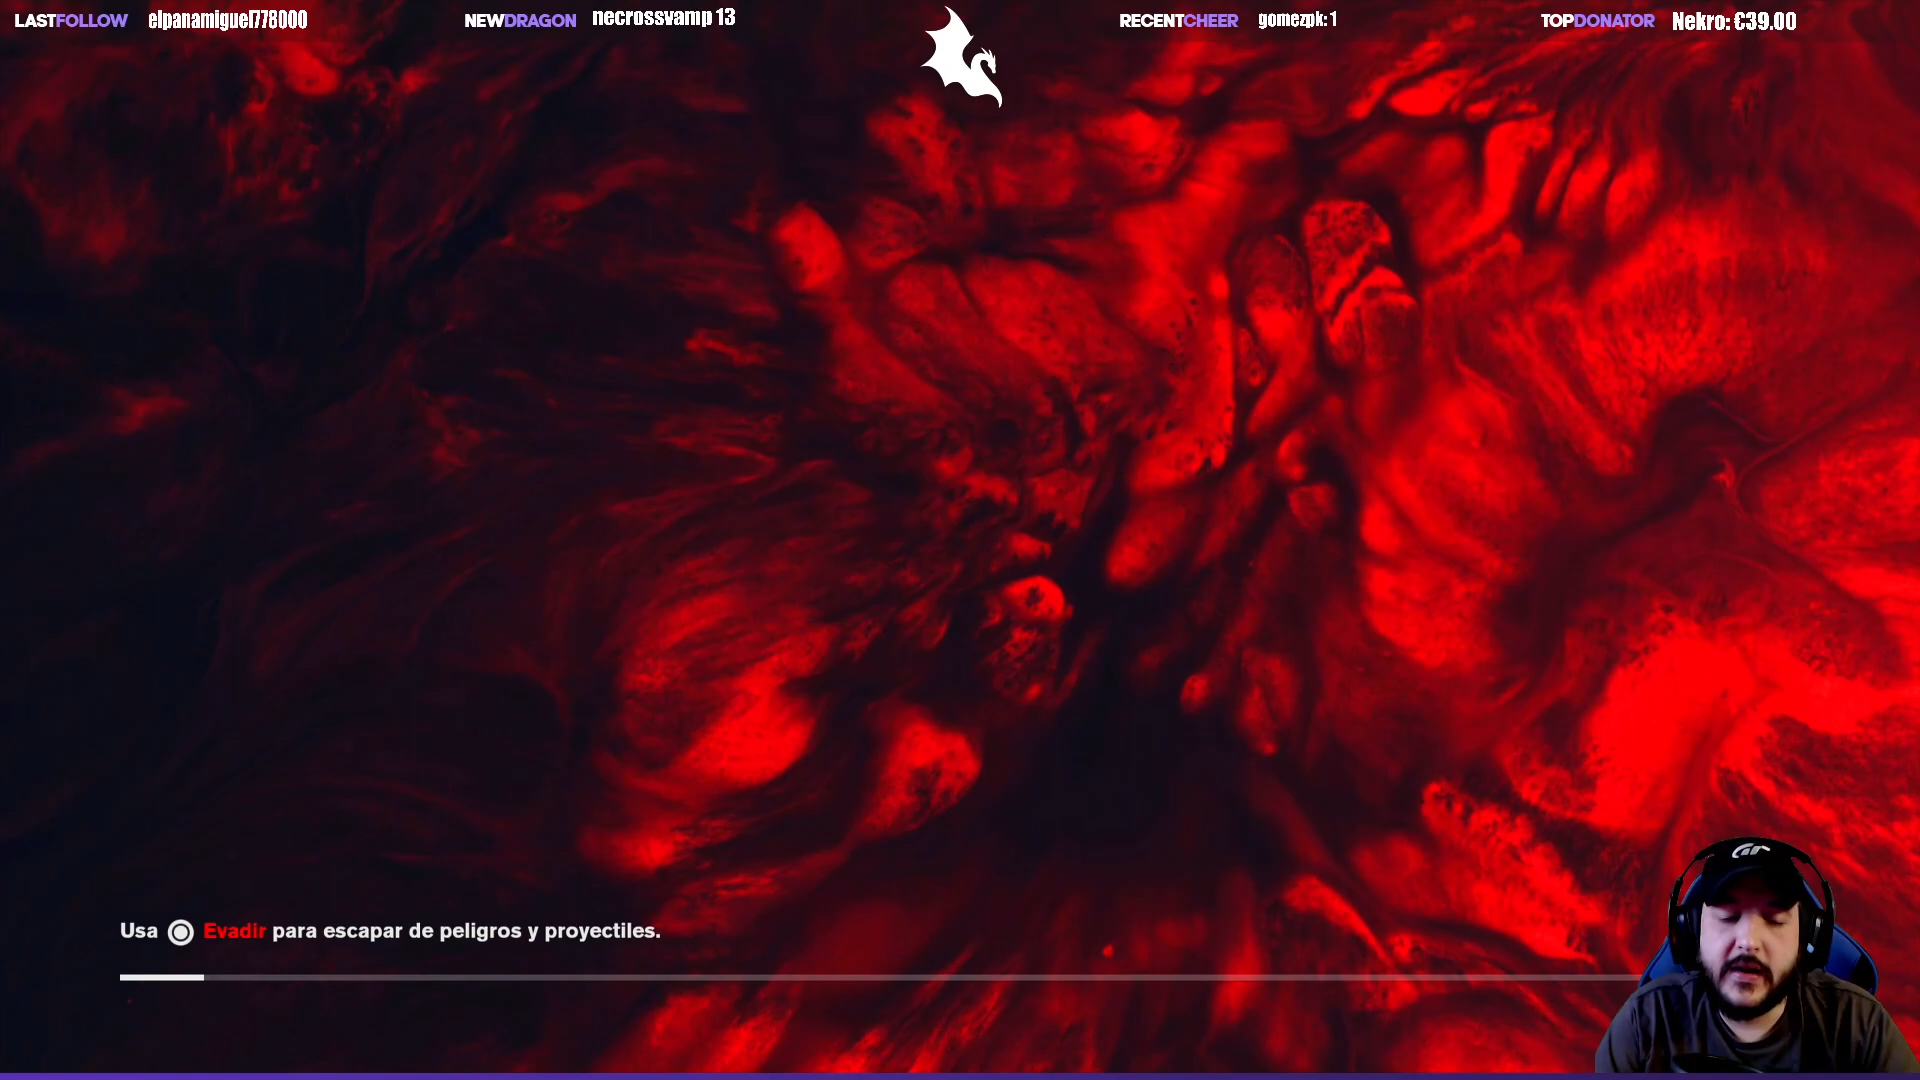 LASTFOLLOW elpanamiguel778000 NEWDRAGON necrossvamp 13 RECENTCHEER gomezpk: 1 TOPDONATOR Nekro: €39.00
Usa Evadir para escapar de peligros y proyectiles.